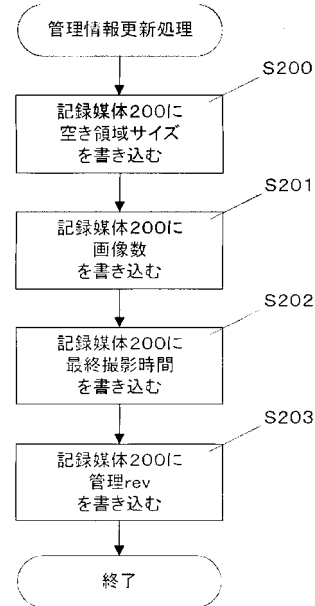 管理情報更新処理
S200
記録媒体200に
空き領域サイズ
を書き込む
S201
記録媒体200に
画像数
を書き込む
S202
記録媒体200に
最終撮影時間
を書き込む
S203
記録媒体200に
管理rev
を書き込む
終了